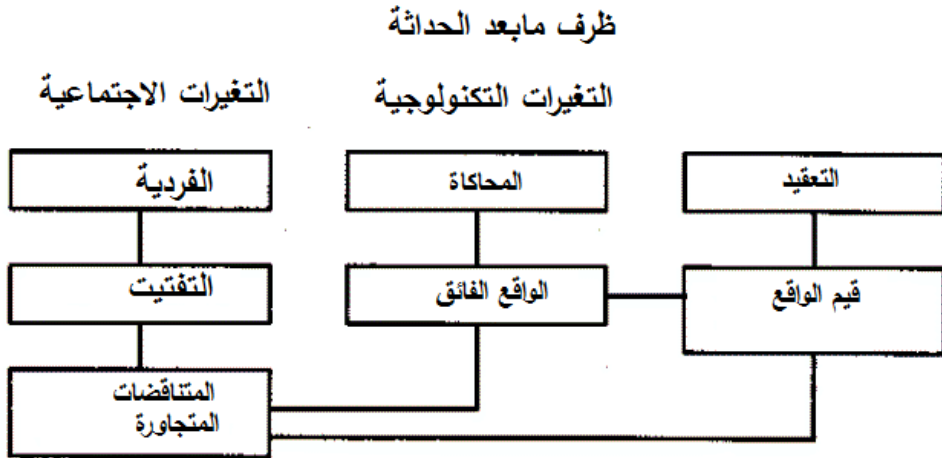 ظرف مابعد الحداثة
التغيرات التكنولوجية
التغيرات الاجتماعية
التعقيد
المحاكاة
الفردية
قيم الواقع
الواقع الفائق
التفتيت
المتناقضات
المتجاورة